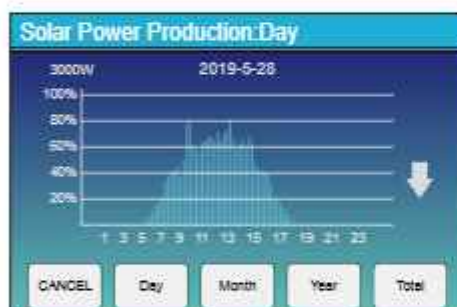 Solar Power Production:Day
3000W 2019-5-28
100%
80%
60%
40%
20%
1 3 5 7 9 11 13 15 17 19 21 23
CANCEL Day Month Year Total